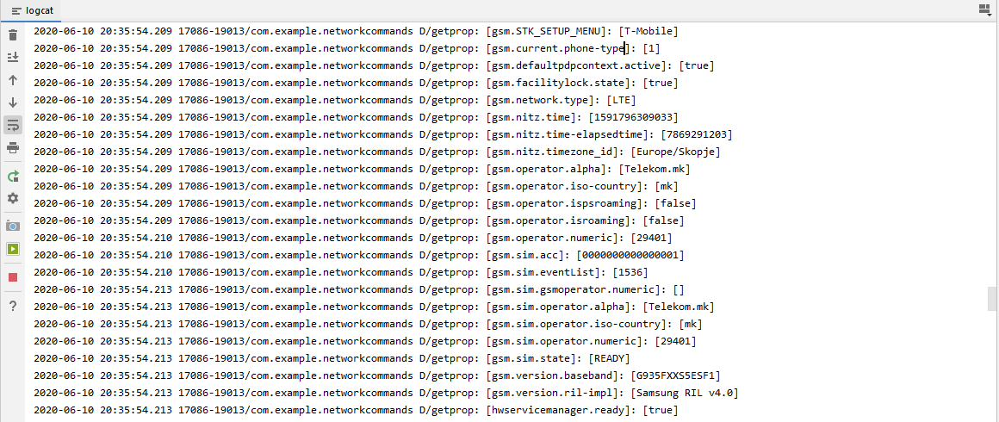 logcat
2020-06-10 20:35:54.209 17086-19013/com.example.networkcommands D/getprop: [gsm.STK_SETUP_MENU]: [T-Mobile]
2020-06-10 20:35:54.209 17086-19013/com.example.networkcommands D/getprop: [gsm.current.phone-type]: [1]
2020-06-10 20:35:54.209 17086-19013/com.example.networkcommands D/getprop: [gsm.defaultpdpcontext.active]: [true]
2020-06-10 20:35:54.209 17086-19013/com.example.networkcommands D/getprop: [gsm.facilitylock.state]: [true]
2020-06-10 20:35:54.209 17086-19013/com.example.networkcommands D/getprop: [gsm.network.type]: [LTE]
2020-06-10 20:35:54.209 17086-19013/com.example.networkcommands D/getprop: [gsm.nitz.time]: [1591796309033]
2020-06-10 20:35:54.209 17086-19013/com.example.networkcommands D/getprop: [gsm.nitz.time-elapsedtime]: [7869291203]
2020-06-10 20:35:54.209 17086-19013/com.example.networkcommands D/getprop: [gsm.nitz.timezone_id]: [Europe/Skopje]
2020-06-10 20:35:54.209 17086-19013/com.example.networkcommands D/getprop: [gsm.operator.alpha]: [Telekom.mk]
2020-06-10 20:35:54.209 17086-19013/com.example.networkcommands D/getprop: [gsm.operator.iso-country]: [mk]
2020-06-10 20:35:54.209 17086-19013/com.example.networkcommands D/getprop: [gsm.operator.ispsroaming]: [false]
2020-06-10 20:35:54.209 17086-19013/com.example.networkcommands D/getprop: [gsm.operator.isroaming]: [false]
2020-06-10 20:35:54.210 17086-19013/com.example.networkcommands D/getprop: [gsm.operator.numeric]: [29401]
2020-06-10 20:35:54.210 17086-19013/com.example.networkcommands D/getprop: [gsm.sim.acc]: [0000000000000001]
2020-06-10 20:35:54.210 17086-19013/com.example.networkcommands D/getprop: [gsm.sim.eventList]: [1536]
2020-06-10 20:35:54.213 17086-19013/com.example.networkcommands D/getprop: [gsm.sim.gsmoperator.numeric]: []
2020-06-10 20:35:54.213 17086-19013/com.example.networkcommands D/getprop: [gsm.sim.operator.alpha]: [Telekom.mk]
2020-06-10 20:35:54.213 17086-19013/com.example.networkcommands D/getprop: [gsm.sim.operator.iso-country]: [mk]
2020-06-10 20:35:54.213 17086-19013/com.example.networkcommands D/getprop: [gsm.sim.operator.numeric]: [29401]
2020-06-10 20:35:54.213 17086-19013/com.example.networkcommands D/getprop: [gsm.sim.state]: [READY]
2020-06-10 20:35:54.213 17086-19013/com.example.networkcommands D/getprop: [gsm.version.baseband]: [G935FXXS5ESF1]
2020-06-10 20:35:54.213 17086-19013/com.example.networkcommands D/getprop: [gsm.version.ril-impl]: [Samsung RIL v4.0]
2020-06-10 20:35:54.213 17086-19013/com.example.networkcommands D/getprop: [hwservicemanager.ready]: [true]